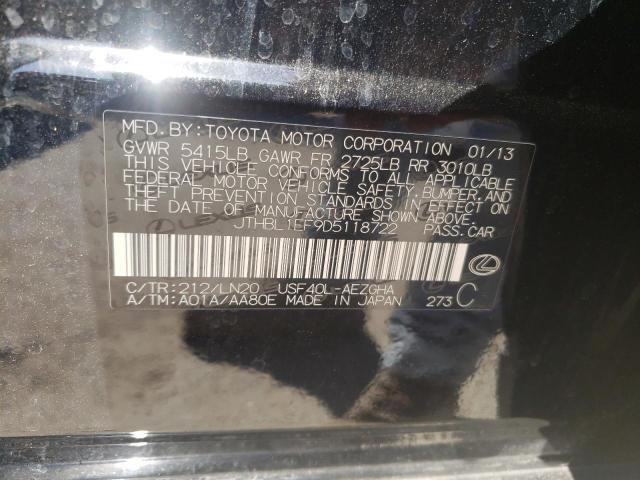 MFD. BY: TOYOTA MOTOR CORPORATION 01/13
GVWR 5415LB GAWR FR 2725LB RR 3010LB
THIS VEHICLE CONFORMS TO ALL APPLICABLE
FEDERAL MOTOR VEHICLE SAFETY, BUMPER, AND
THEFT PREVENTION STANDARDS IN EFFECT ON
THE DATE OF MANUFACTURE SHOWN ABOVE.
JTHBL1EF9D5118722 PASS.CAR
C/TR: 212/LN20 USF40L-AEZGHA
A/TM: A01A/AA80E MADE IN JAPAN 273 C
LEXUS